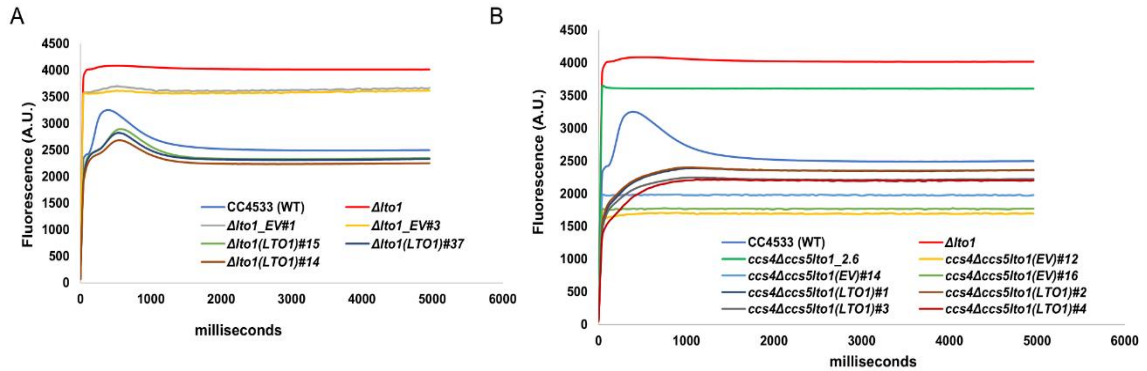 A
4500
4000
3500
3000
2500
2000
1500
1000
500
0
Fluorescence (A.U.)
CC4533 (WT) Δlto1
Δlto1_EV#1 Δlto1_EV#3
Δlto1(LTO1)#15 Δlto1(LTO1)#37
Δlto1(LTO1)#14
0 1000 2000 3000 4000 5000 6000
milliseconds
B
4500
4000
3500
3000
2500
2000
1500
1000
500
0
Fluorescence (A.U.)
CC4533 (WT) Δlto1
ccs4Δccs5lto1_2.6 ccs4Δccs5lto1(EV)#12
ccs4Δccs5lto1(EV)#14 ccs4Δccs5lto1(EV)#16
ccs4Δccs5lto1(LTO1)#1 ccs4Δccs5lto1(LTO1)#2
ccs4Δccs5lto1(LTO1)#3 ccs4Δccs5lto1(LTO1)#4
0 1000 2000 3000 4000 5000 6000
milliseconds